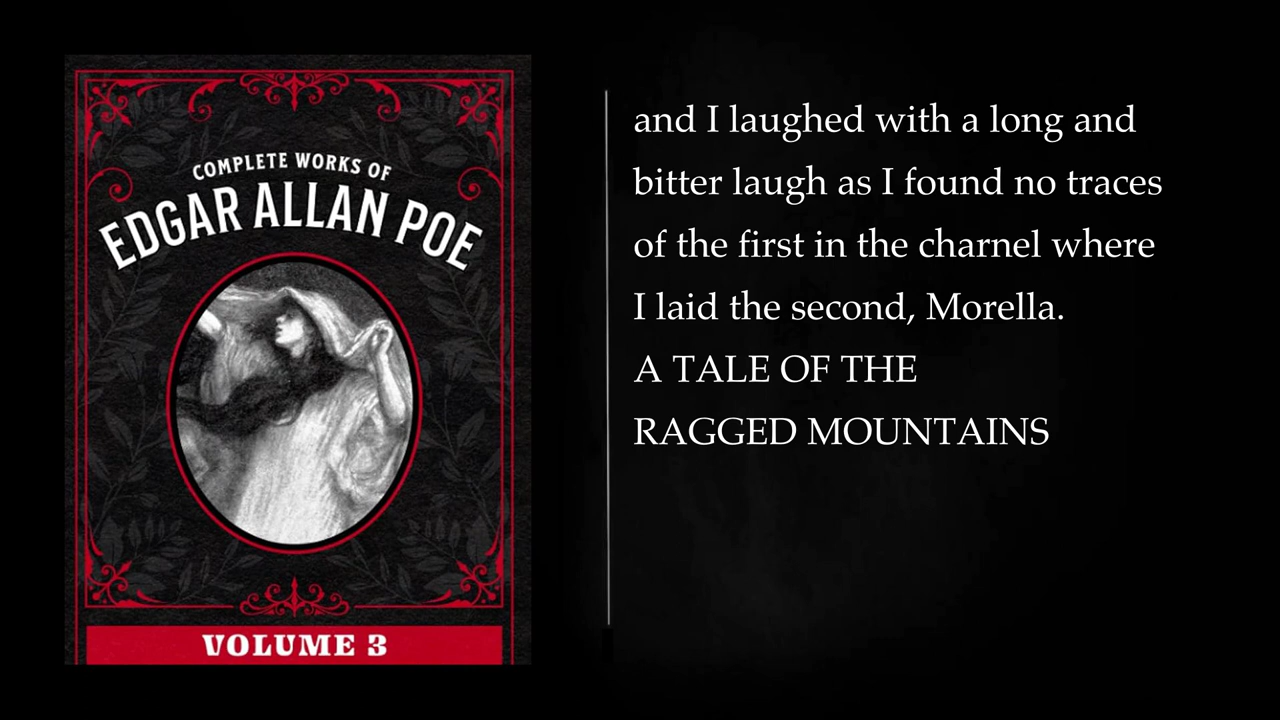 COMPLETE WORKS OF
EDGAR ALLAN POE
VOLUME 3
and I laughed with a long and
bitter laugh as I found no traces
of the first in the charnel where
I laid the second, Morella.
A TALE OF THE
RAGGED MOUNTAINS